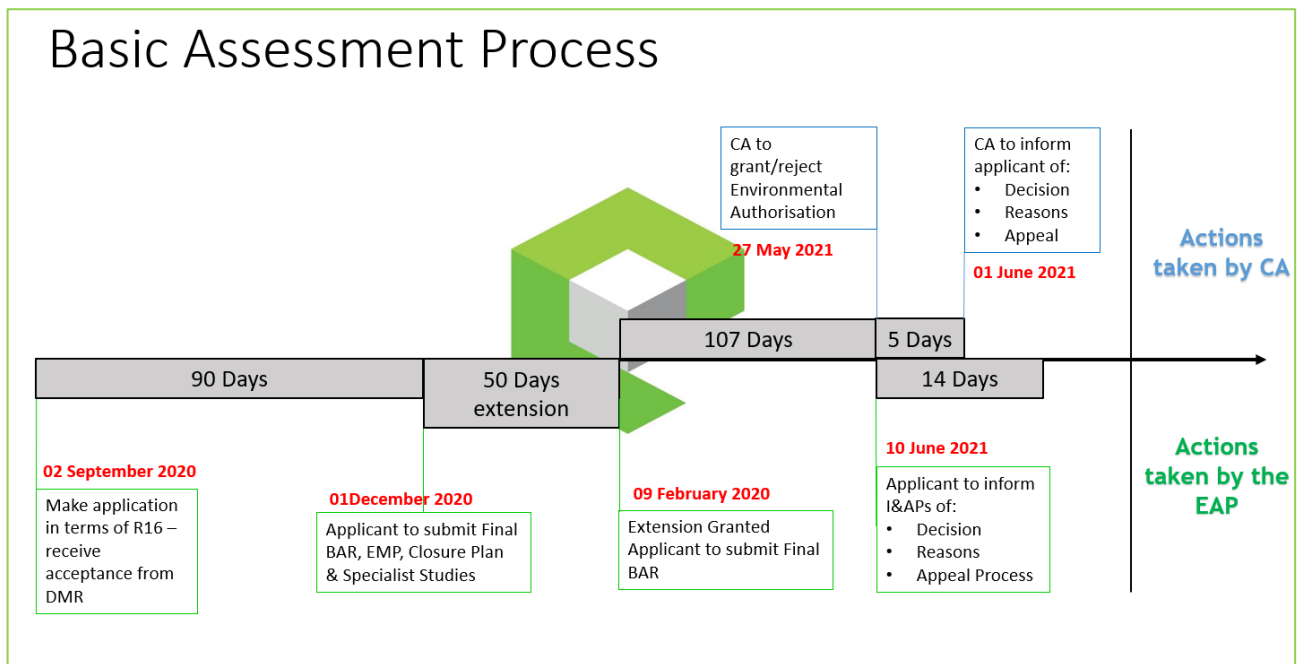 Basic Assessment Process
CA to
grant/reject
Environmental
Authorisation
27 May 2021
CA to inform
applicant of:
• Decision
• Reasons
• Appeal
01 June 2021
Actions
taken by CA
107 Days
5 Days
90 Days
50 Days
extension
14 Days
02 September 2020
Make application
in terms of R16 –
receive
acceptance from
DMR
01December 2020
Applicant to submit Final
BAR, EMP, Closure Plan
& Specialist Studies
09 February 2020
Extension Granted
Applicant to submit Final
BAR
10 June 2021
Applicant to inform
I&APs of:
• Decision
• Reasons
• Appeal Process
Actions
taken by the
EAP